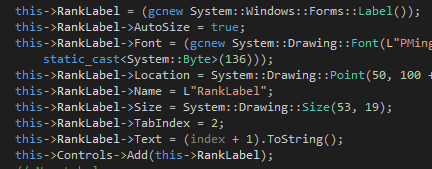 this->RankLabel = (gcnew System::Windows::Forms::Label());
this->RankLabel->AutoSize = true;
this->RankLabel->Font = (gcnew System::Drawing::Font(L"PMing
static_cast<System::Byte>(136)));
this->RankLabel->Location = System::Drawing::Point(50, 100 +
this->RankLabel->Name = L"RankLabel";
this->RankLabel->Size = System::Drawing::Size(53, 19);
this->RankLabel->TabIndex = 2;
this->RankLabel->Text = (index + 1).ToString();
this->Controls->Add(this->RankLabel);